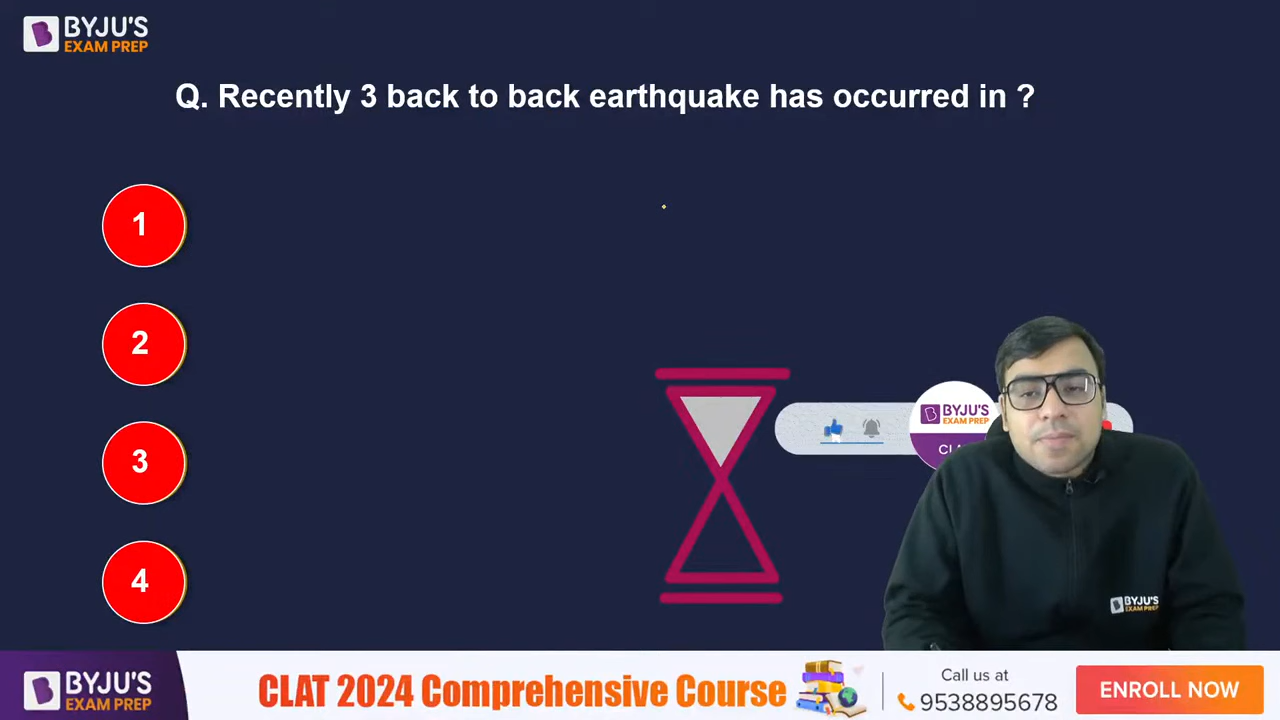 BYJU'S
EXAM PREP
Q. Recently 3 back to back earthquake has occurred in ?
1
2
3
4
BYJU'S
EXAM PREP
BYJU'S
EXAM PREP
BYJU'S
EXAM PREP
CLAT 2024 Comprehensive Course
Call us at
9538895678
ENROLL NOW